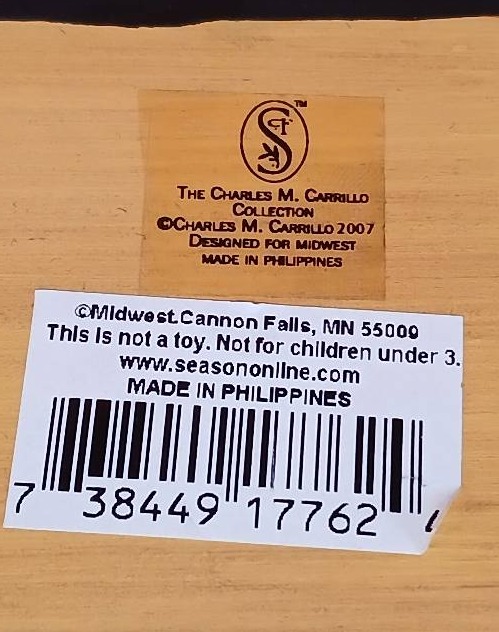 TM
THE CHARLES M. CARRILLO
COLLECTION
©CHARLES M. CARRILLO 2007
DESIGNED FOR MIDWEST
MADE IN PHILIPPINES
©Midwest.Cannon Falls, MN 55009
This is not a toy. Not for children under 3.
www.seasononline.com
MADE IN PHILIPPINES
7 38449 17762